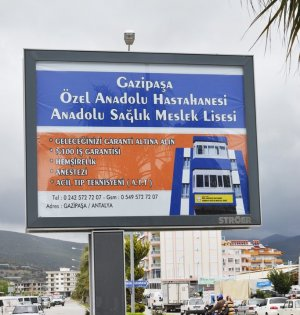 Gazipaşa
Özel Anadolu Hastahanesi
Anadolu Sağlık Meslek Lisesi
* GELECEĞİNİZİ GARANTİ ALTINA ALIN
* %100 İŞ GARANTİSİ
* HEMŞİRELİK
* ANESTEZİ
* ACİL TIP TEKNİSYENİ ( A.T.T )
Tel : 0 242 572 72 07 - Gsm : 0 549 572 72 07
Adres : GAZİPAŞA / ANTALYA
STRÖER